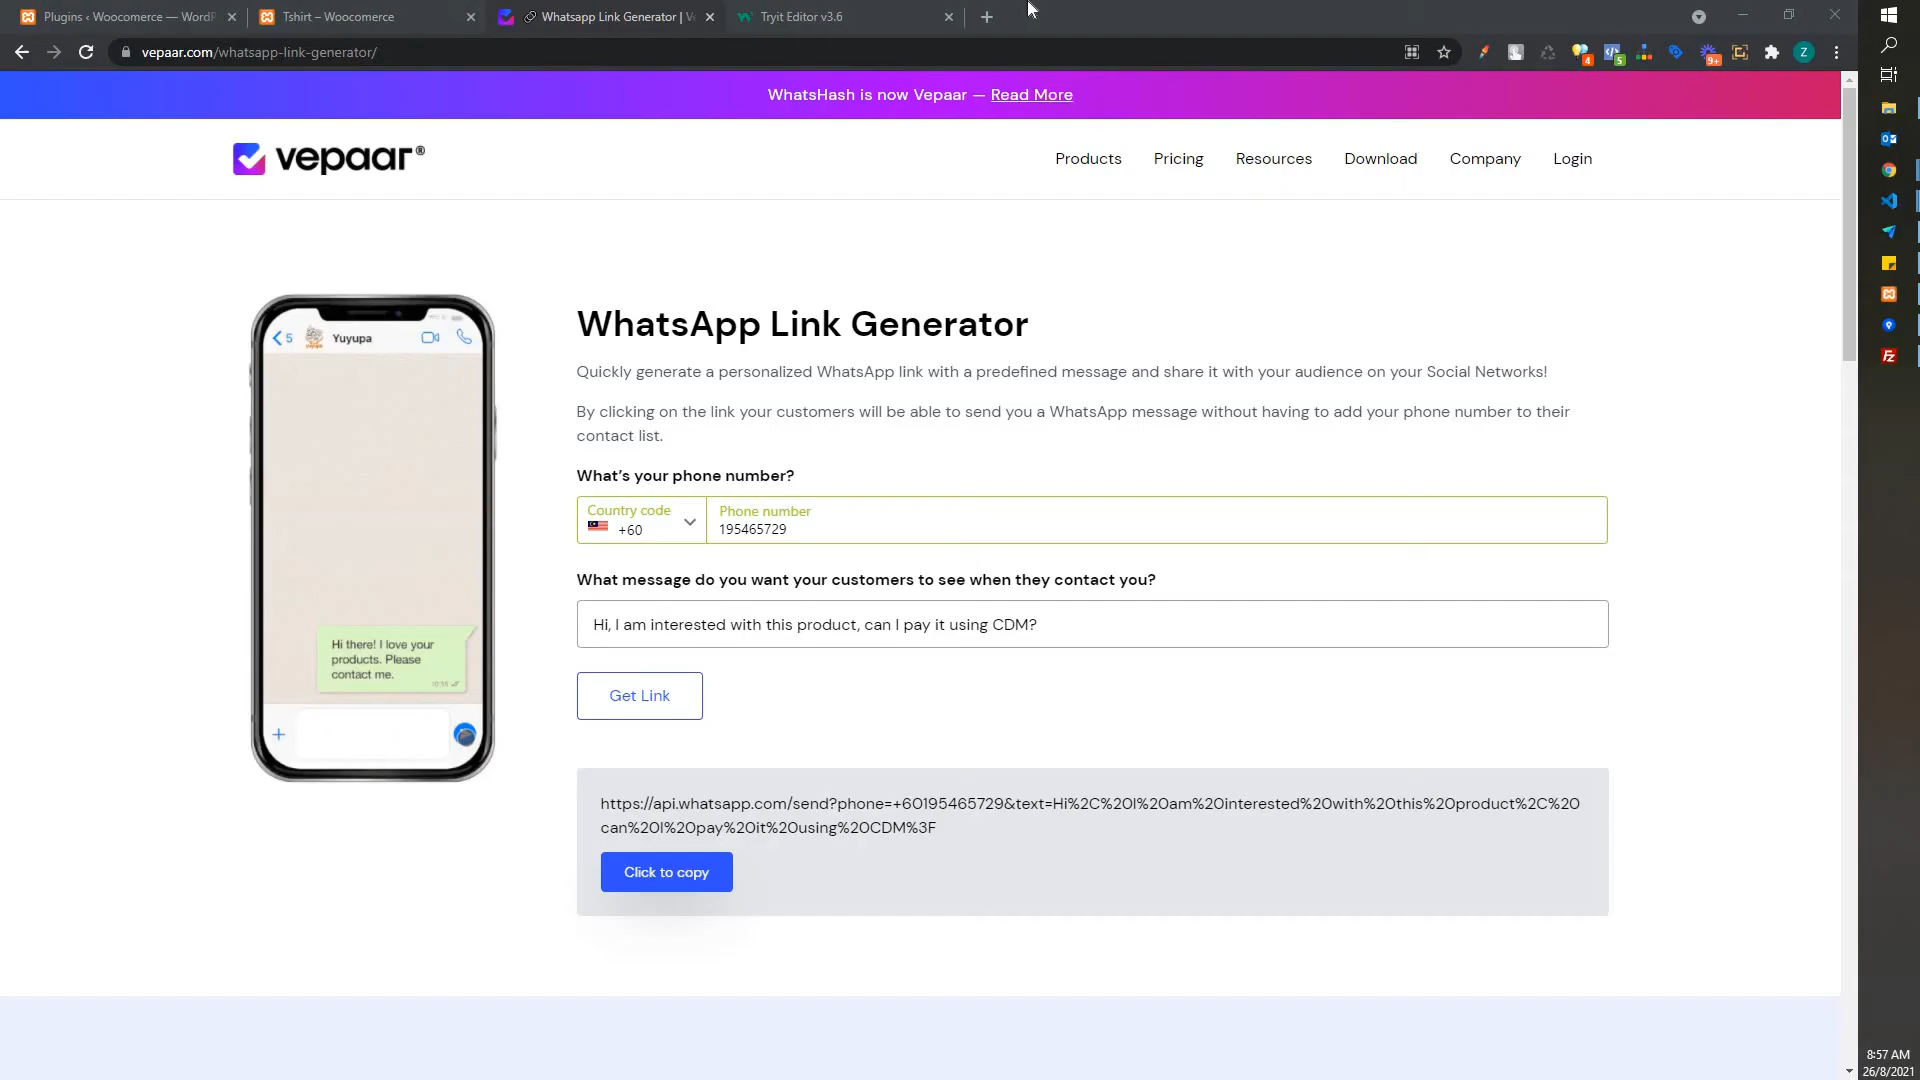 Plugins ‹ Woocomerce — WordP
Tshirt – Woocomerce
Whatsapp Link Generator | Ve
Tryit Editor v3.6
vepaar.com/whatsapp-link-generator/
4
5
9+
Z
WhatsHash is now Vepaar — Read More
vepaar®
Products
Pricing
Resources
Download
Company
Login
5
Yuyupa
Hi there! I love your
products. Please
contact me.
WhatsApp Link Generator
Quickly generate a personalized WhatsApp link with a predefined message and share it with your audience on your Social Networks!
By clicking on the link your customers will be able to send you a WhatsApp message without having to add your phone number to their
contact list.
What's your phone number?
Country code
+60
Phone number
195465729
What message do you want your customers to see when they contact you?
Hi, I am interested with this product, can I pay it using CDM?
Get Link
https://api.whatsapp.com/send?phone=+60195465729&text=Hi%2C%20I%20am%20interested%20with%20this%20product%2C%20
can%20I%20pay%20it%20using%20CDM%3F
Click to copy
8:57 AM
26/8/2021